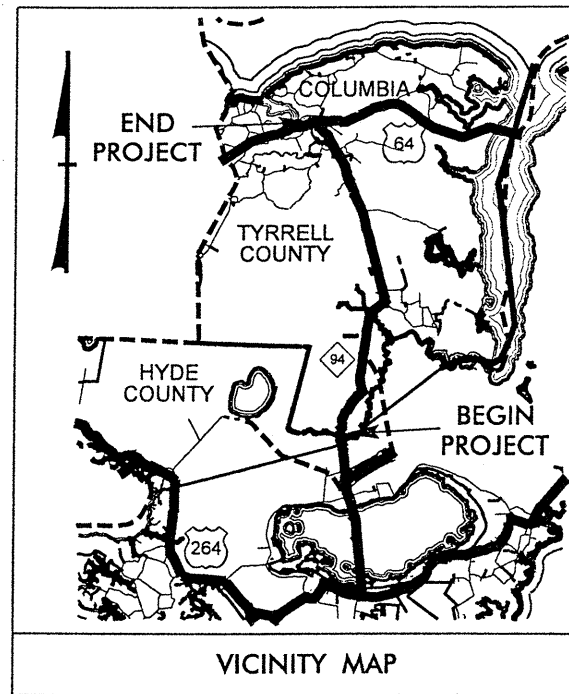 COLUMBIA
END
PROJECT
64
TYRRELL
COUNTY
94
HYDE
COUNTY
BEGIN
PROJECT
264
VICINITY MAP